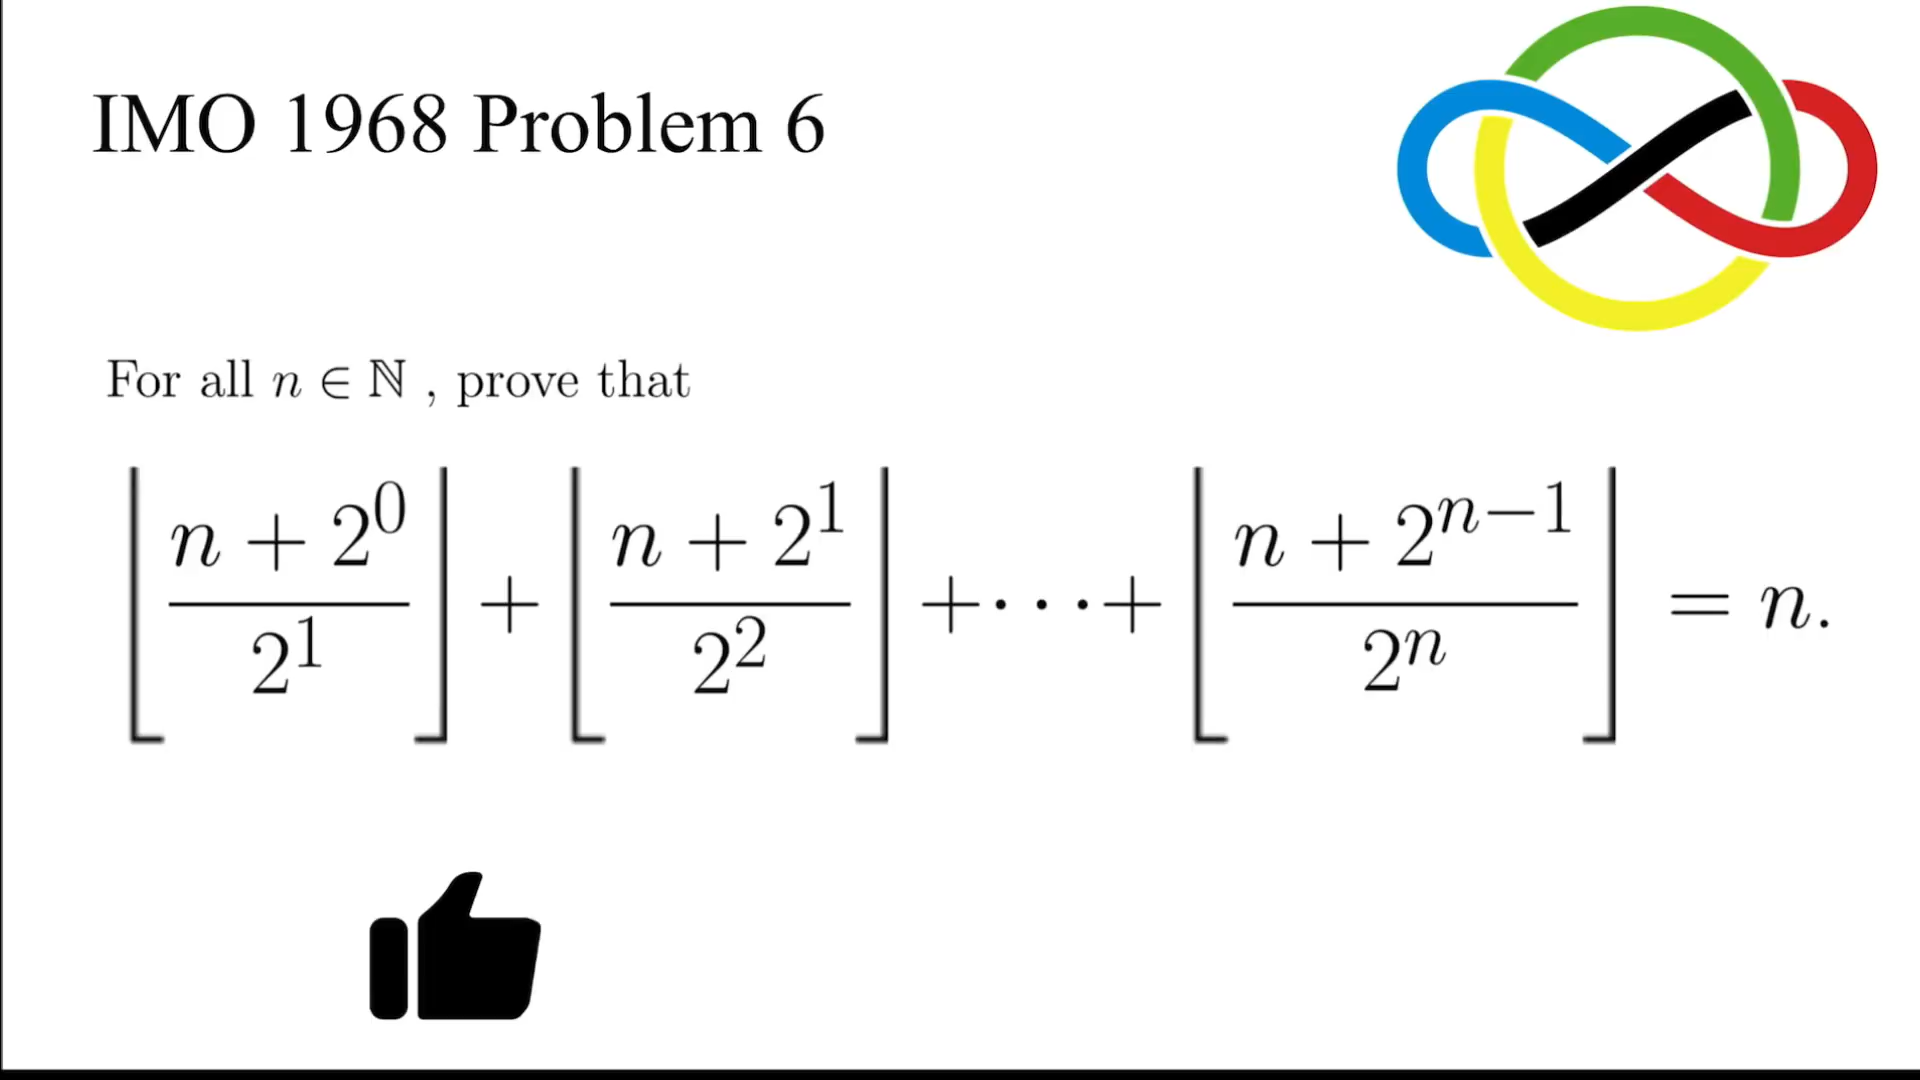 IMO 1968 Problem 6
For all n ∈ ℕ , prove that
⌊(n + 2^0)/2^1⌋ + ⌊(n + 2^1)/2^2⌋ + · · · + ⌊(n + 2^{n−1})/2^n⌋ = n.